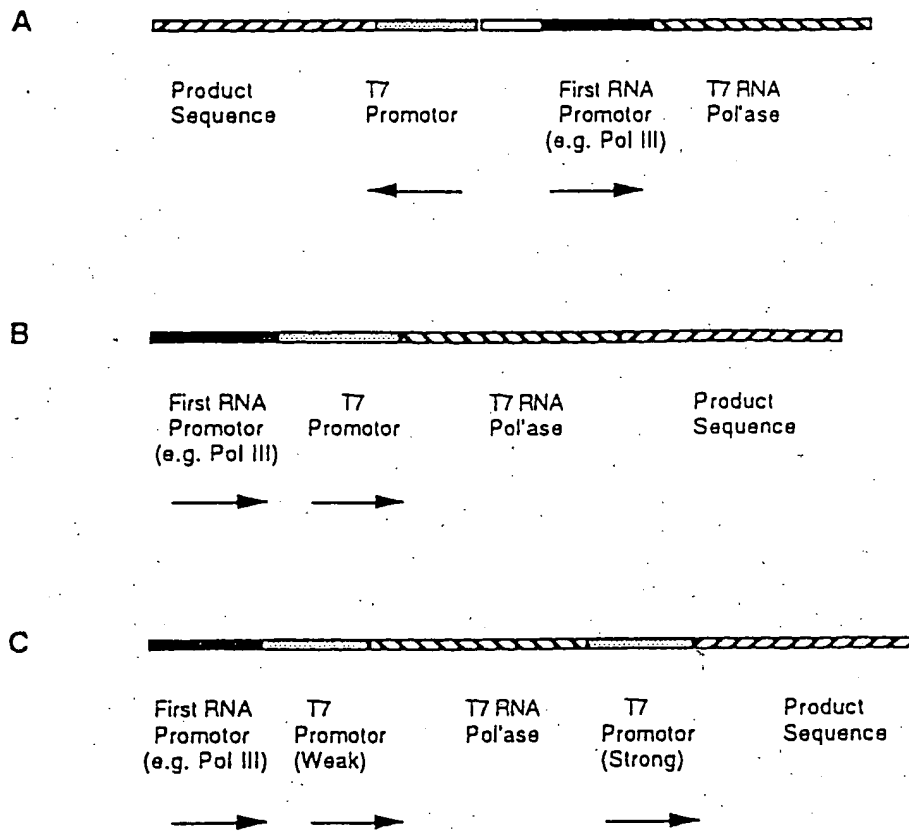 A
Product
Sequence
T7
Promotor
First RNA
Promotor
(e.g. Pol III)
T7 RNA
Pol'ase
B
First RNA
Promotor
(e.g. Pol III)
T7
Promotor
T7 RNA
Pol'ase
Product
Sequence
C
First RNA
Promotor
(e.g. Pol III)
T7
Promotor
(Weak)
T7 RNA
Pol'ase
T7
Promotor
(Strong)
Product
Sequence